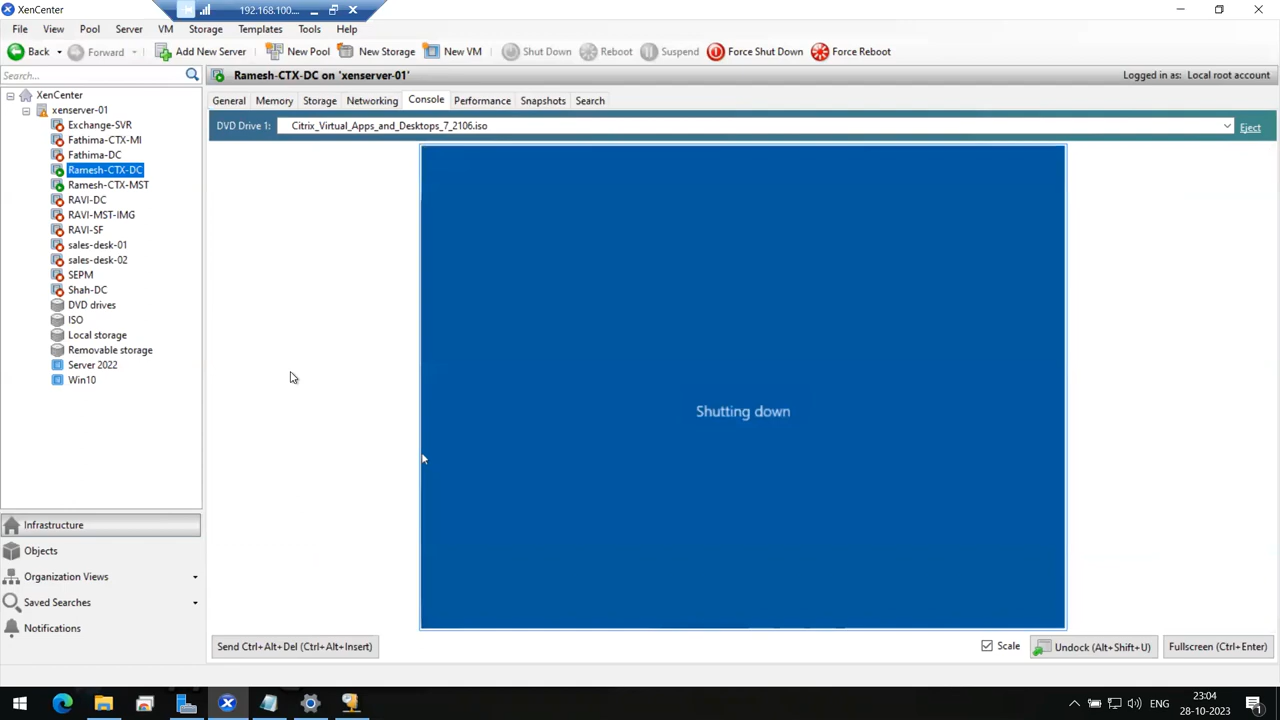 XenCenter
192.168.100....
File View Pool Server VM Storage Templates Tools Help
Back Forward Add New Server New Pool New Storage New VM Shut Down Reboot Suspend Force Shut Down Force Reboot
Search...
Ramesh-CTX-DC on 'xenserver-01'
Logged in as: Local root account
XenCenter
xenserver-01
Exchange-SVR
Fathima-CTX-MI
Fathima-DC
Ramesh-CTX-DC
Ramesh-CTX-MST
RAVI-DC
RAVI-MST-IMG
RAVI-SF
sales-desk-01
sales-desk-02
SEPM
Shah-DC
DVD drives
ISO
Local storage
Removable storage
Server 2022
Win10
General Memory Storage Networking Console Performance Snapshots Search
DVD Drive 1: Citrix_Virtual_Apps_and_Desktops_7_2106.iso Eject
Shutting down
Infrastructure
Objects
Organization Views
Saved Searches
Notifications
Send Ctrl+Alt+Del (Ctrl+Alt+Insert) Scale Undock (Alt+Shift+U) Fullscreen (Ctrl+Enter)
ENG
23:04
28-10-2023
1